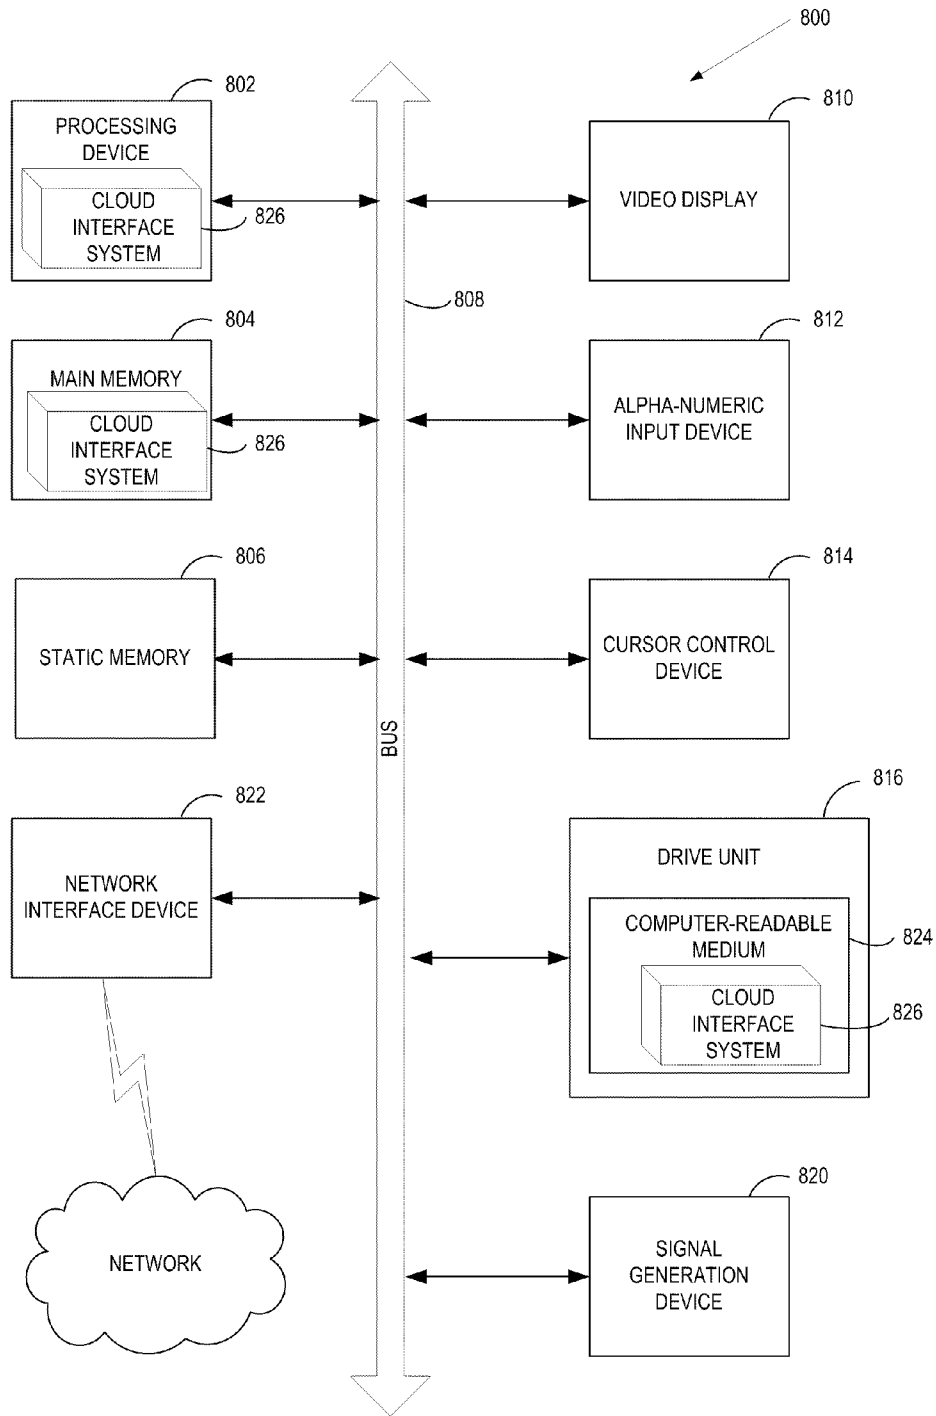 800
802
PROCESSING
DEVICE
CLOUD
INTERFACE
SYSTEM
826
810
VIDEO DISPLAY
808
804
MAIN MEMORY
CLOUD
INTERFACE
SYSTEM
826
812
ALPHA-NUMERIC
INPUT DEVICE
806
STATIC MEMORY
814
CURSOR CONTROL
DEVICE
BUS
822
NETWORK
INTERFACE DEVICE
816
DRIVE UNIT
COMPUTER-READABLE
MEDIUM
824
CLOUD
INTERFACE
SYSTEM
826
NETWORK
820
SIGNAL
GENERATION
DEVICE